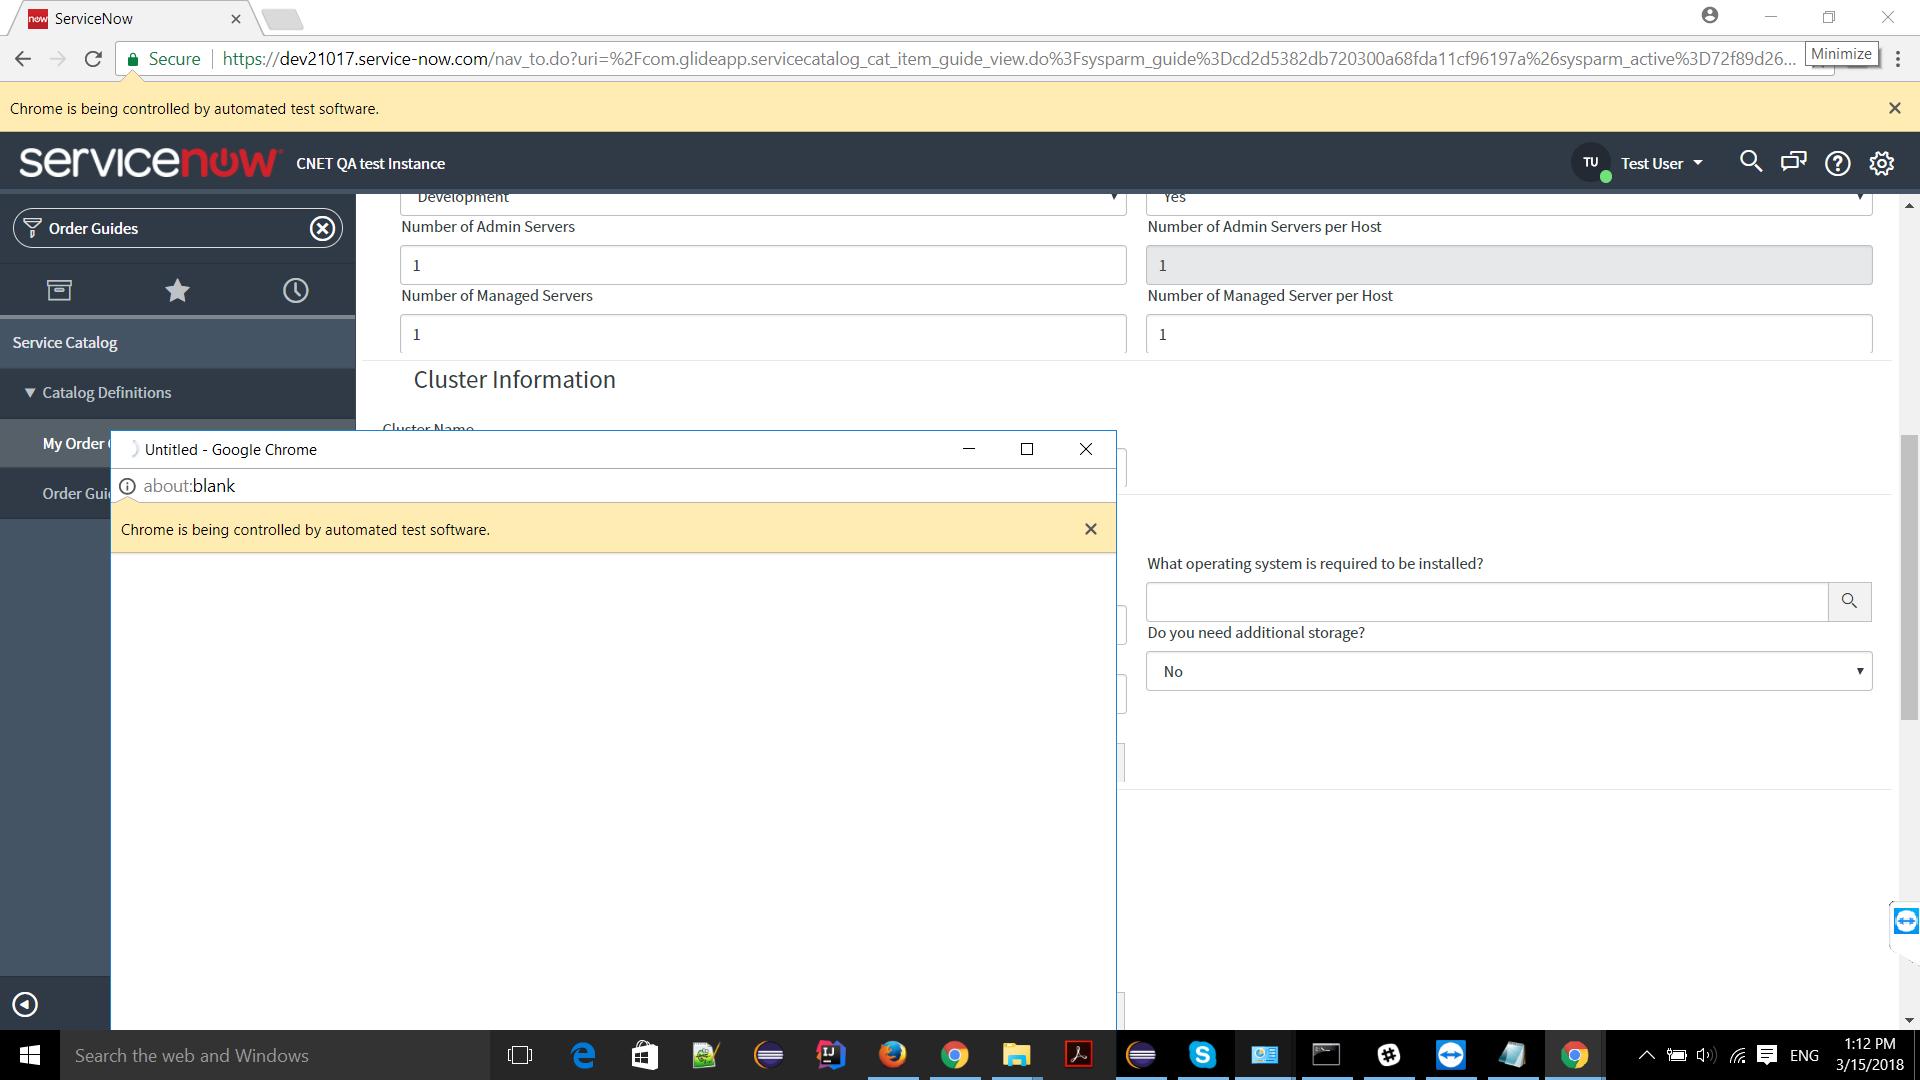 now ServiceNow
Secure https://dev21017.service-now.com/nav_to.do?uri=%2Fcom.glideapp.servicecatalog_cat_item_guide_view.do%3Fsysparm_guide%3Dcd2d5382db720300a68fda11cf96197a%26sysparm_active%3D72f89d26...
Minimize
Chrome is being controlled by automated test software.
servicenow CNET QA test Instance
TU Test User
Order Guides
Service Catalog
Catalog Definitions
My Order
Order Gui
Development
Yes
Number of Admin Servers
Number of Admin Servers per Host
1
1
Number of Managed Servers
Number of Managed Server per Host
1
1
Cluster Information
Cluster Name
Untitled - Google Chrome
about:blank
Chrome is being controlled by automated test software.
What operating system is required to be installed?
Do you need additional storage?
No
Search the web and Windows
IJ
ENG
1:12 PM
3/15/2018